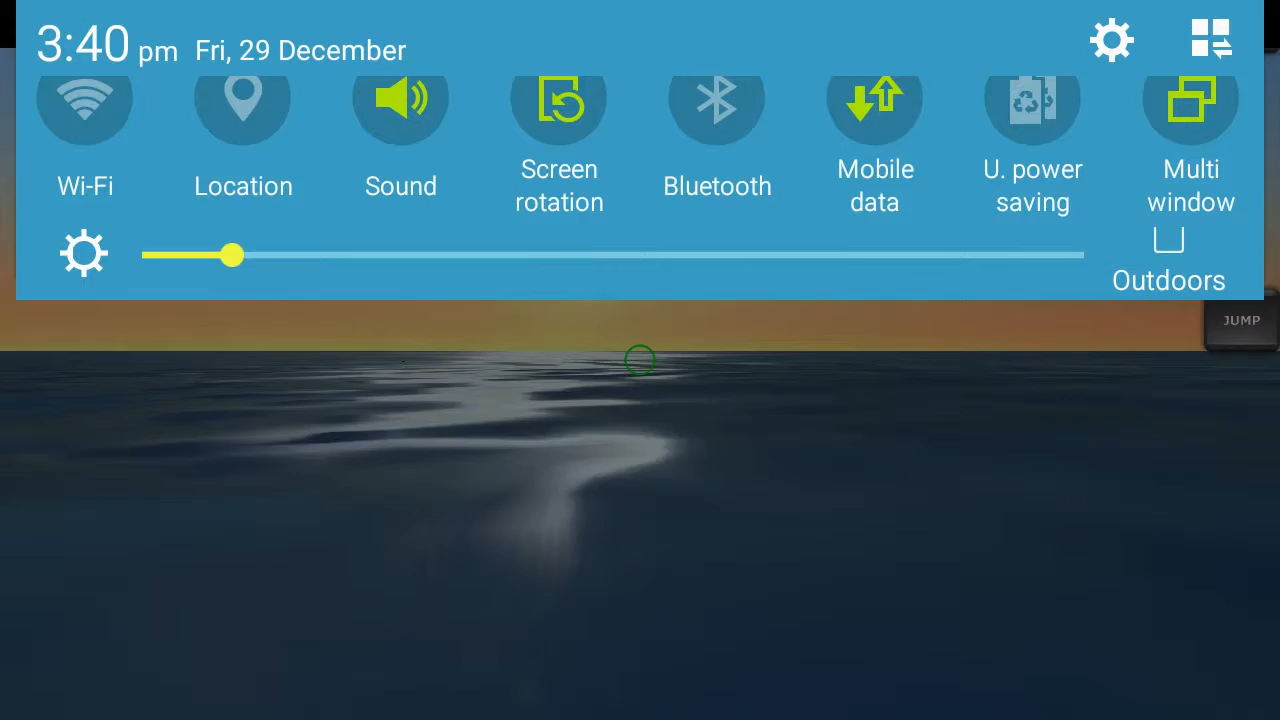 3:40 pm Fri, 29 December
Wi-Fi
Location
Sound
Screen
rotation
Bluetooth
Mobile
data
U. power
saving
Multi
window
Outdoors
JUMP